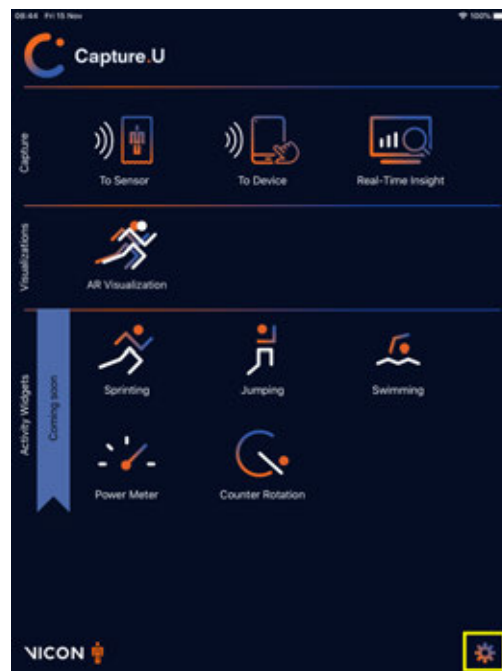 08:44 Fri 15 Nov
100%
Capture.U
Capture
To Sensor
To Device
Real-Time Insight
Visualizations
AR Visualization
Activity Widgets
Coming soon
Sprinting
Jumping
Swimming
Power Meter
Counter Rotation
VICON